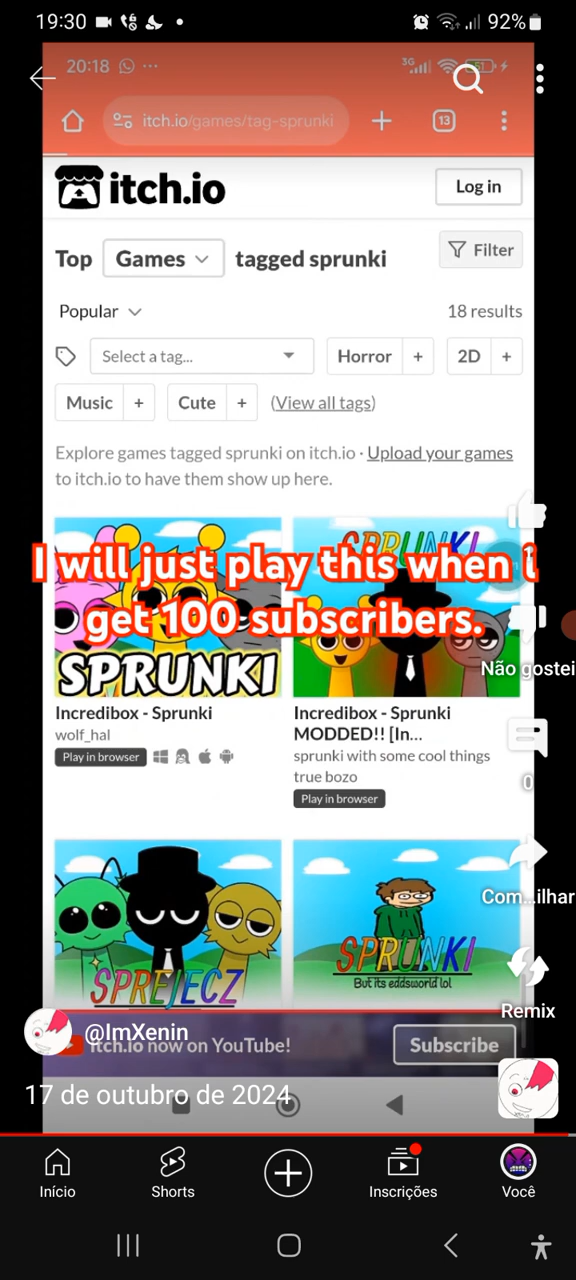 19:30
92%
20:18
3G
51
13
itch.io/games/tag-sprunki
itch.io
Log in
Top Games tagged sprunki
Filter
Popular
18 results
Select a tag...
Horror +
2D +
Music +
Cute +
(View all tags)
Explore games tagged sprunki on itch.io · Upload your games
to itch.io to have them show up here.
SPRUNKI
I will just play this when i
get 100 subscribers.
SPRUNKI
Não gostei
Incredibox - Sprunki
wolf_hal
Play in browser
Incredibox - Sprunki
MODDED!! [In...
sprunki with some cool things
true bozo
Play in browser
0
Com...ilhar
SPREJECZ
SPRUNKI
But its eddsworld lol
Remix
@ImXenin
itch.io now on YouTube!
Subscribe
17 de outubro de 2024
Início
Shorts
Inscrições
Você